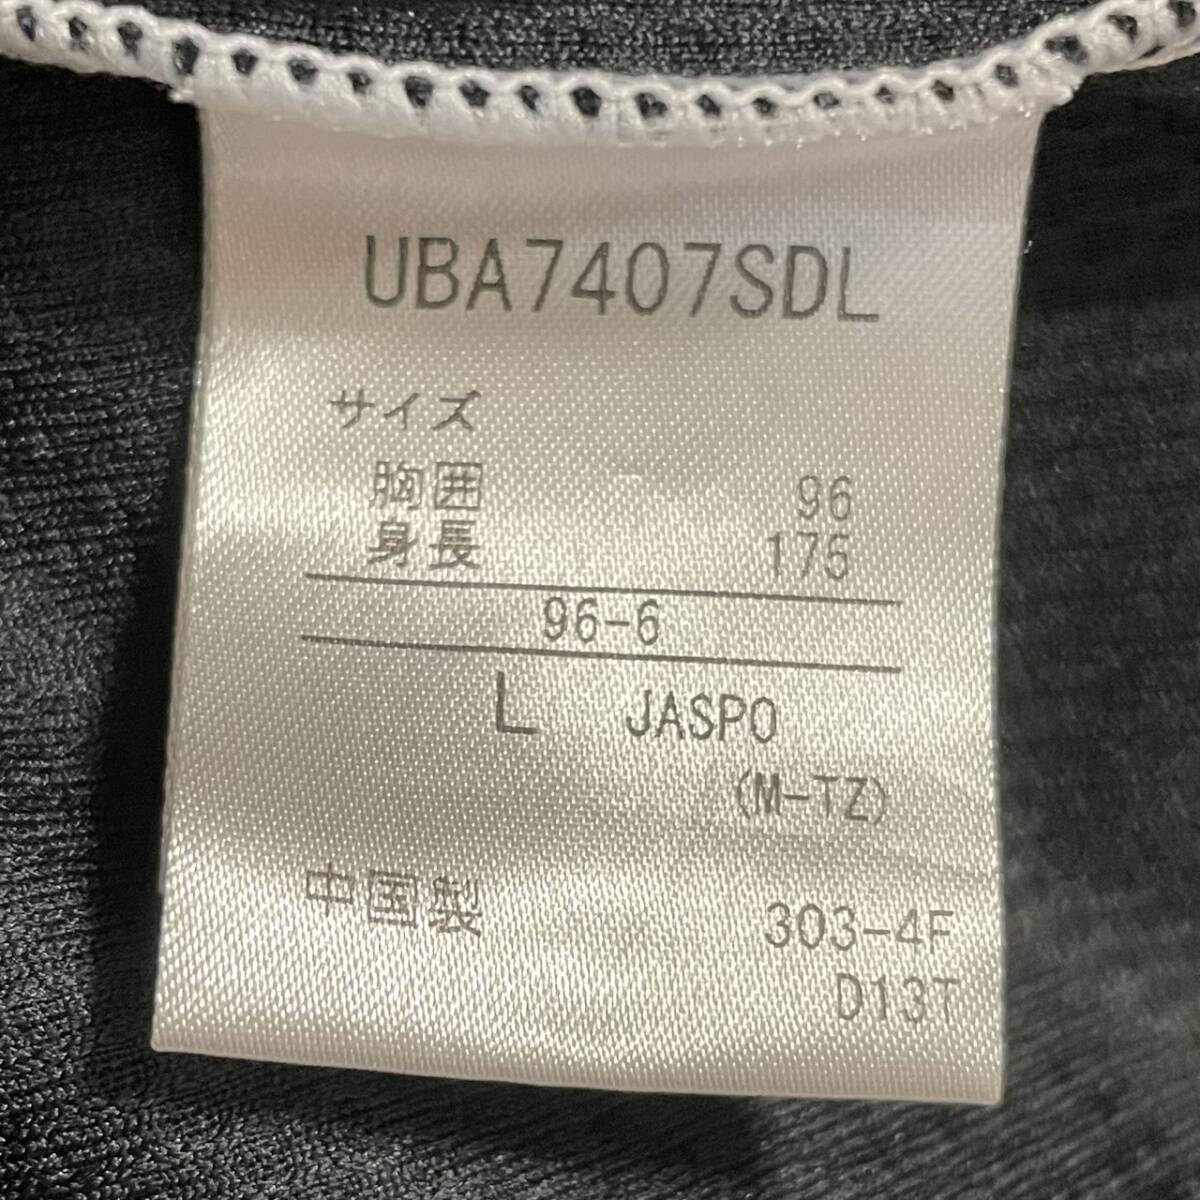 UBA7407SDL
サイズ
胸囲 96
身長 175
96-6
L JASPO
(M-TZ)
中国製 303-4F
D13T